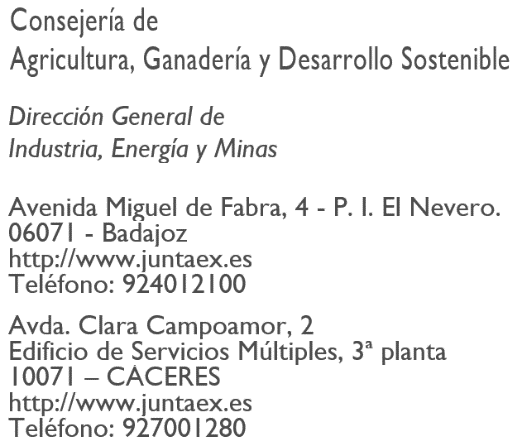 Consejería de
Agricultura, Ganadería y Desarrollo Sostenible
Dirección General de
Industria, Energía y Minas
Avenida Miguel de Fabra, 4 - P. I. El Nevero.
06071 - Badajoz
http://www.juntaex.es
Teléfono: 924012100
Avda. Clara Campoamor, 2
Edificio de Servicios Múltiples, 3ª planta
10071 – CÁCERES
http://www.juntaex.es
Teléfono: 927001280